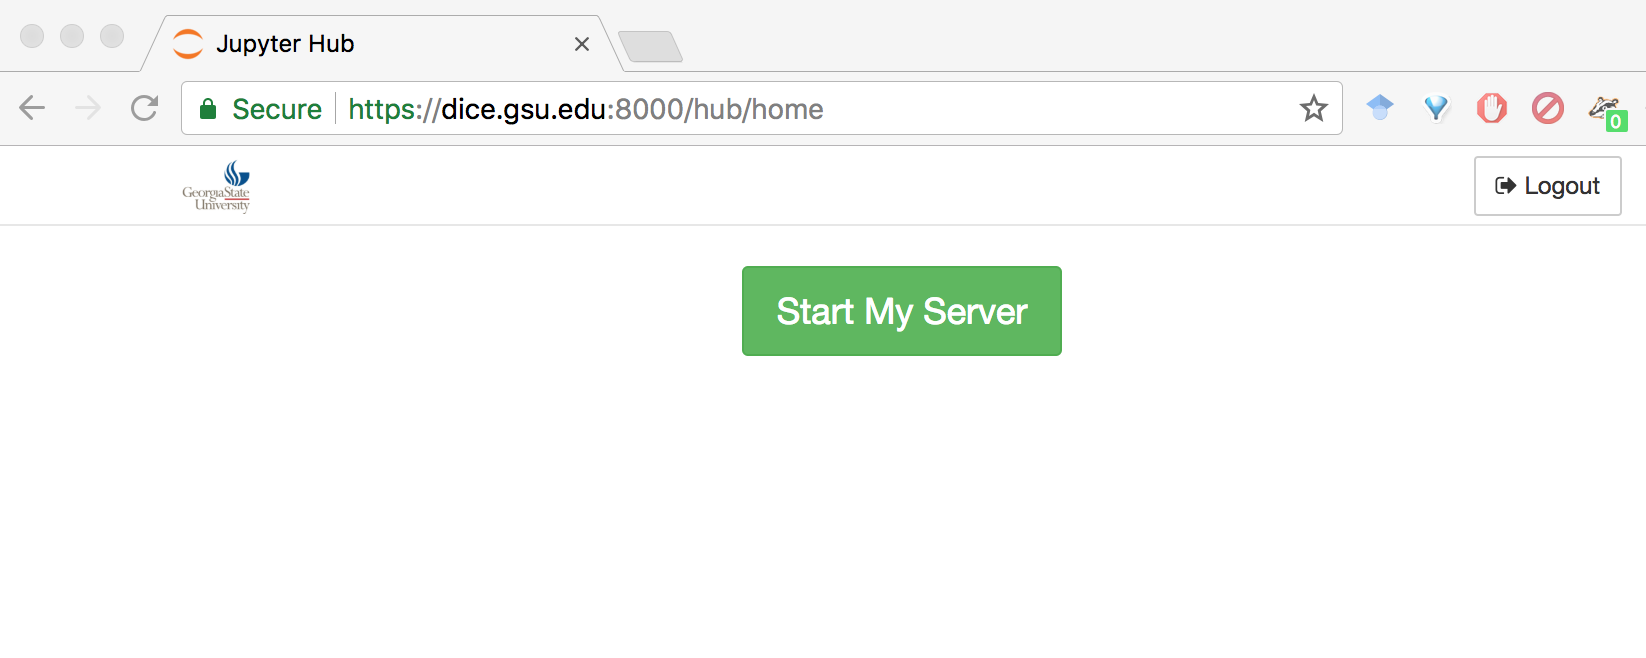 Jupyter Hub
Secure https://dice.gsu.edu:8000/hub/home
0
GeorgiaState
University
Logout
Start My Server